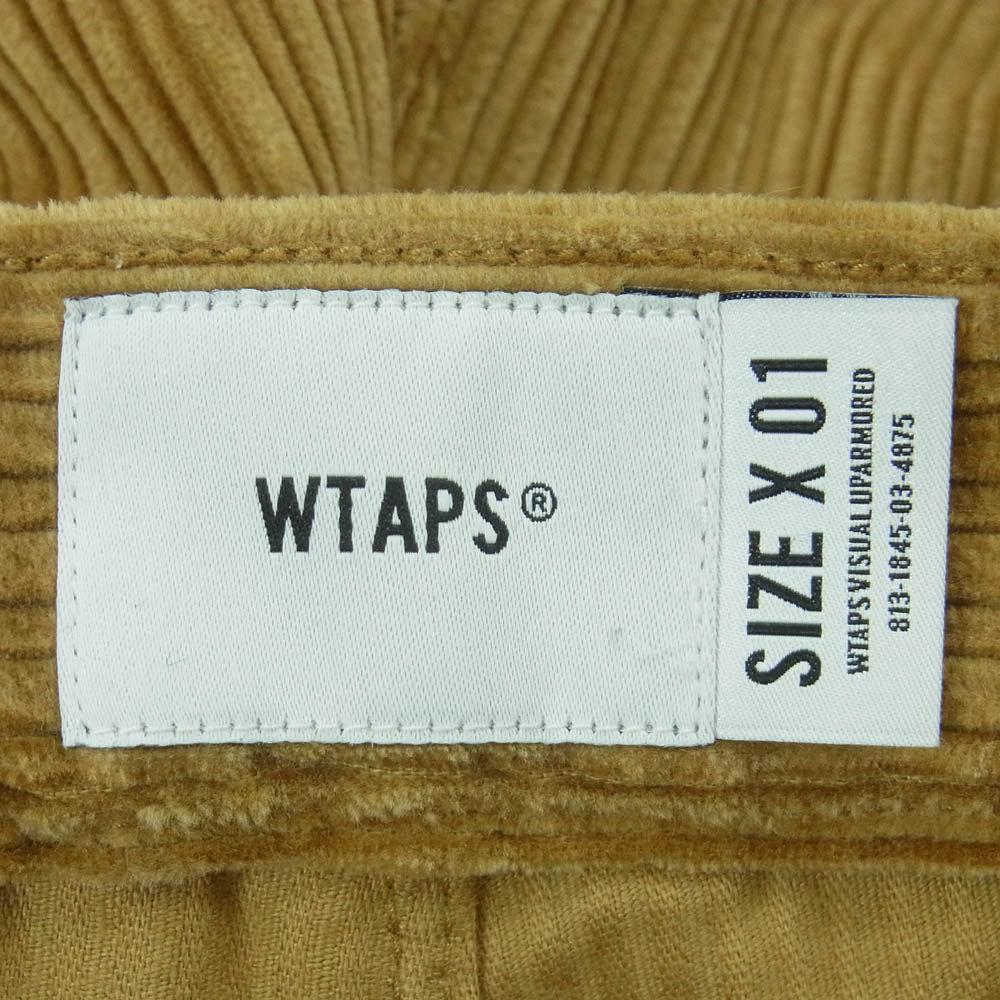 WTAPS®
SIZE X 01
WTAPS VISUAL UPARMORED
813-1845-03-4875